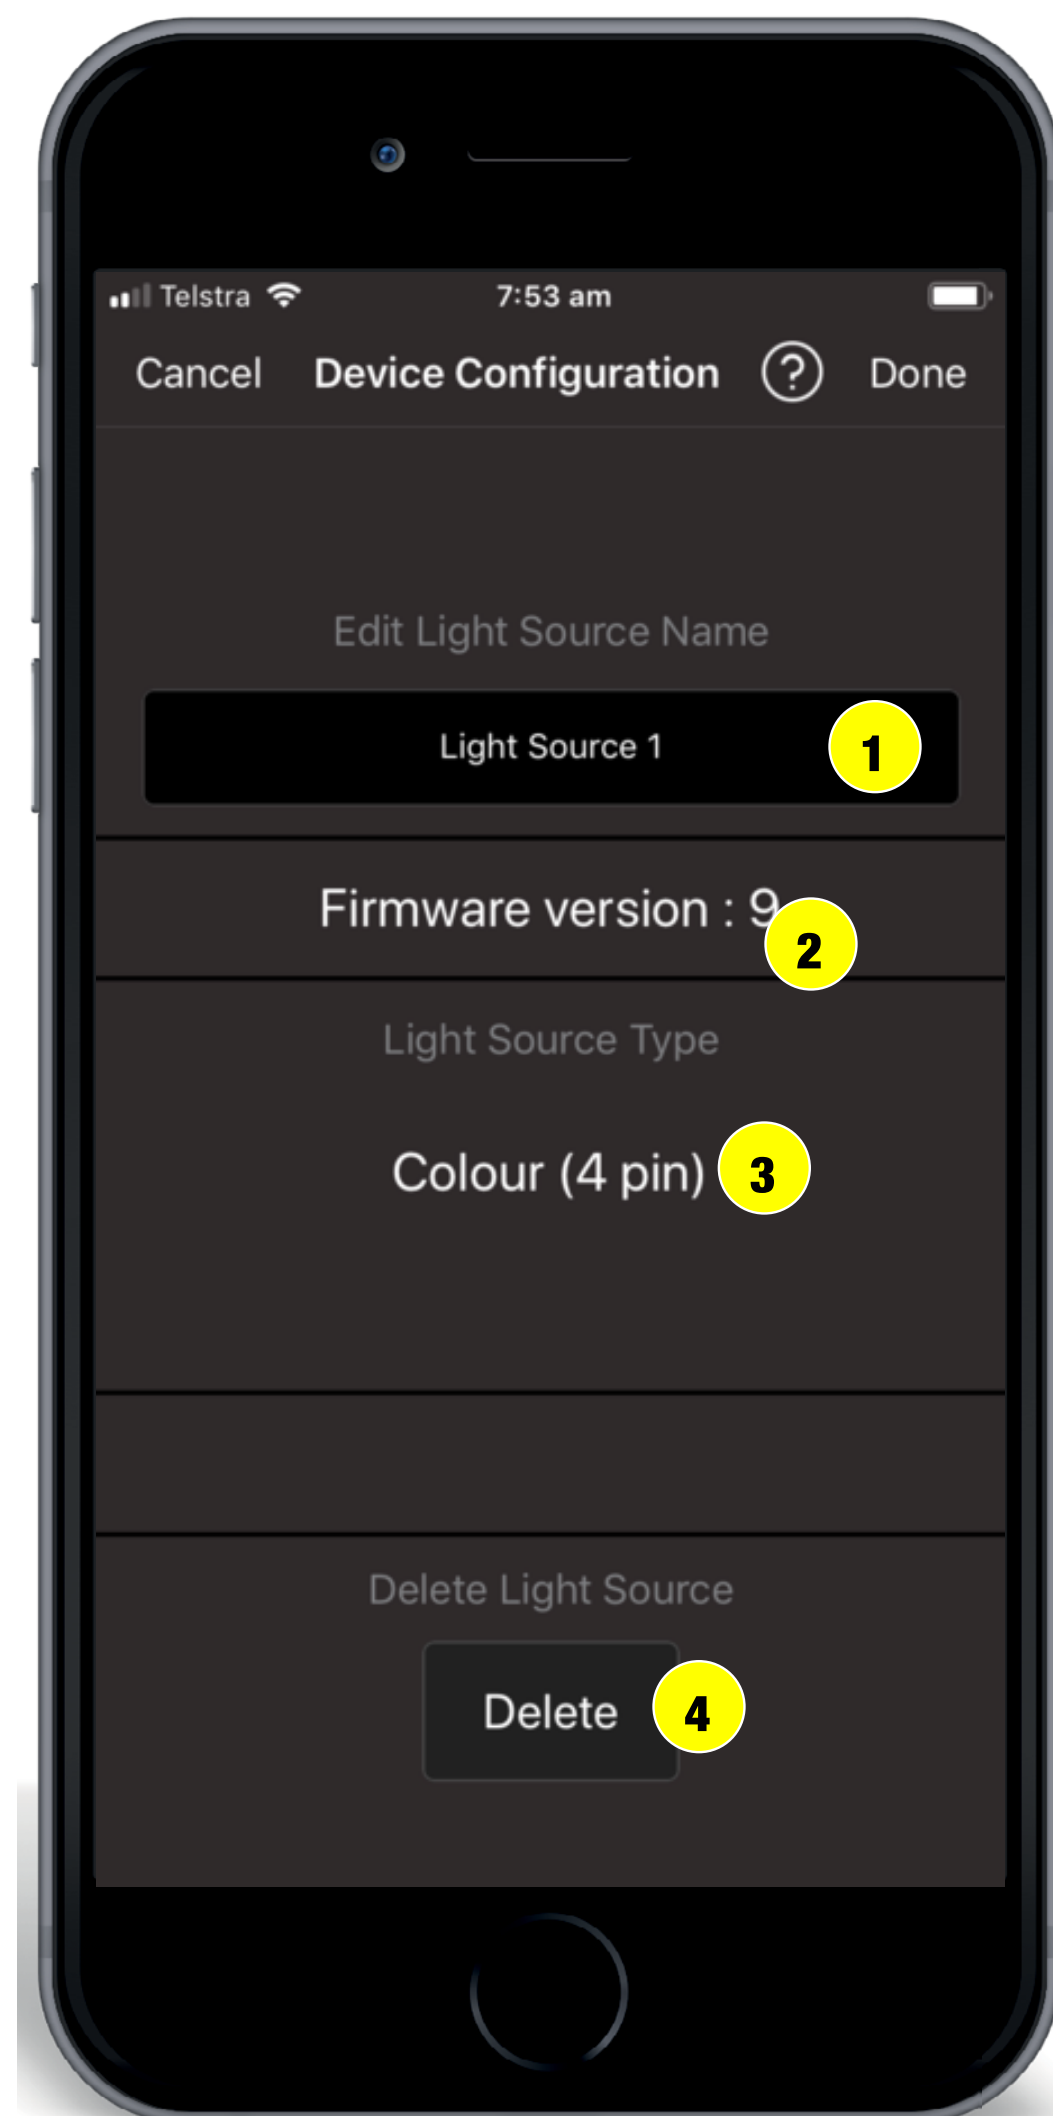 Telstra 7:53 am
Cancel Device Configuration ? Done
Edit Light Source Name
Light Source 1 1
Firmware version : 9
2
Light Source Type
Colour (4 pin) 3
Delete Light Source
Delete 4